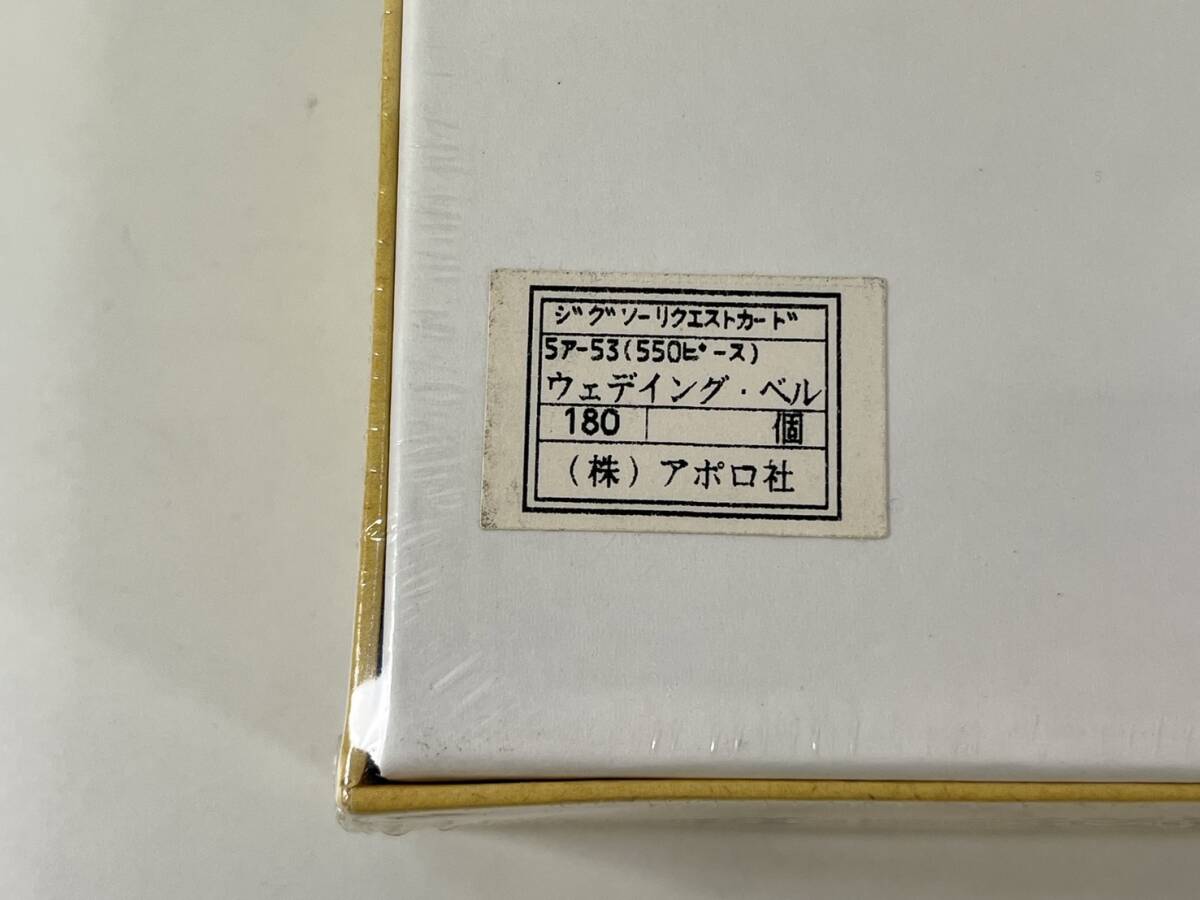 ジグソーリクエストカード
5ア-53(550ピース)
ウェデイング・ベル
180 個
(株)アポロ社